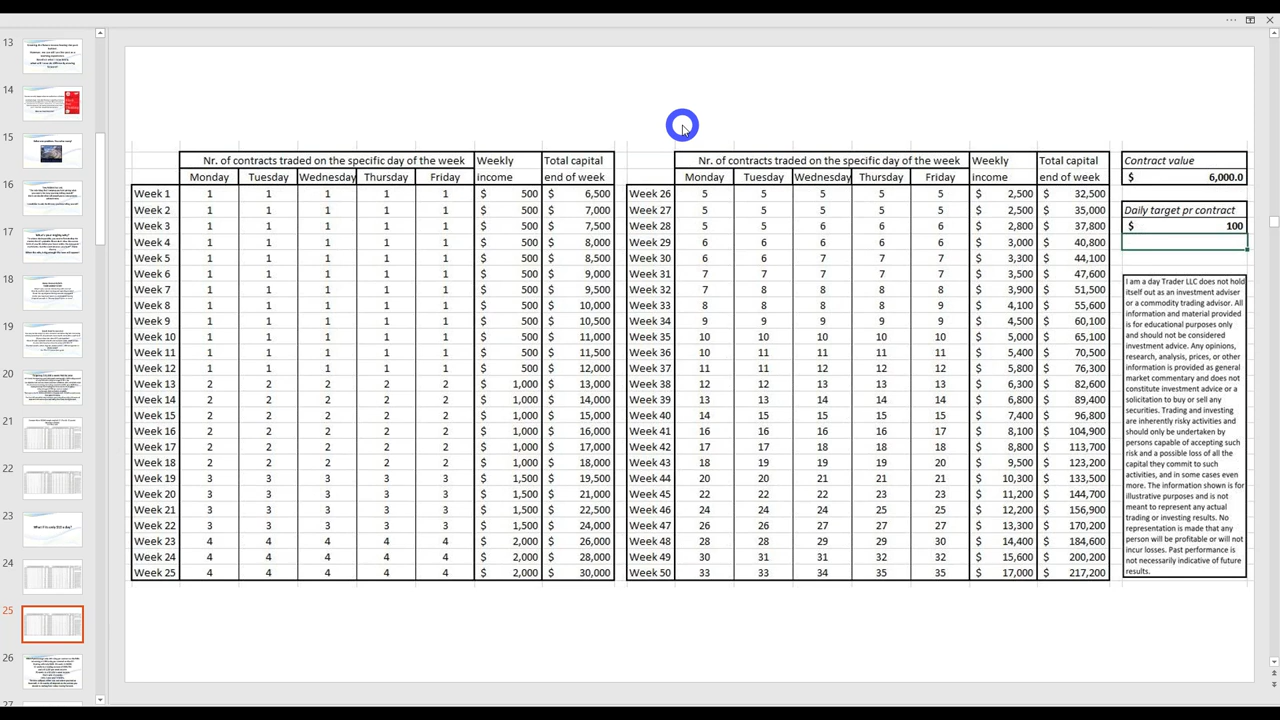 Nr. of contracts traded on the specific day of the week Weekly Total capital
Monday Tuesday Wednesday Thursday Friday income end of week
Week 1 1 1 1 1 1 $ 500 $ 6,500
Week 2 1 1 1 1 1 $ 500 $ 7,000
Week 3 1 1 1 1 1 $ 500 $ 7,500
Week 4 1 1 1 1 1 $ 500 $ 8,000
Week 5 1 1 1 1 1 $ 500 $ 8,500
Week 6 1 1 1 1 1 $ 500 $ 9,000
Week 7 1 1 1 1 1 $ 500 $ 9,500
Week 8 1 1 1 1 1 $ 500 $ 10,000
Week 9 1 1 1 1 1 $ 500 $ 10,500
Week 10 1 1 1 1 1 $ 500 $ 11,000
Week 11 1 1 1 1 1 $ 500 $ 11,500
Week 12 1 1 1 1 1 $ 500 $ 12,000
Week 13 2 2 2 2 2 $ 1,000 $ 13,000
Week 14 2 2 2 2 2 $ 1,000 $ 14,000
Week 15 2 2 2 2 2 $ 1,000 $ 15,000
Week 16 2 2 2 2 2 $ 1,000 $ 16,000
Week 17 2 2 2 2 2 $ 1,000 $ 17,000
Week 18 2 2 2 2 2 $ 1,000 $ 18,000
Week 19 3 3 3 3 3 $ 1,500 $ 19,500
Week 20 3 3 3 3 3 $ 1,500 $ 21,000
Week 21 3 3 3 3 3 $ 1,500 $ 22,500
Week 22 3 3 3 3 3 $ 1,500 $ 24,000
Week 23 4 4 4 4 4 $ 2,000 $ 26,000
Week 24 4 4 4 4 4 $ 2,000 $ 28,000
Week 25 4 4 4 4 4 $ 2,000 $ 30,000
Nr. of contracts traded on the specific day of the week Weekly Total capital
Monday Tuesday Wednesday Thursday Friday income end of week
Week 26 5 5 5 5 5 $ 2,500 $ 32,500
Week 27 5 5 5 5 5 $ 2,500 $ 35,000
Week 28 5 5 6 6 6 $ 2,800 $ 37,800
Week 29 6 6 6 6 6 $ 3,000 $ 40,800
Week 30 6 6 7 7 7 $ 3,300 $ 44,100
Week 31 7 7 7 7 7 $ 3,500 $ 47,600
Week 32 7 8 8 8 8 $ 3,900 $ 51,500
Week 33 8 8 8 8 9 $ 4,100 $ 55,600
Week 34 9 9 9 9 9 $ 4,500 $ 60,100
Week 35 10 10 10 10 10 $ 5,000 $ 65,100
Week 36 10 11 11 11 11 $ 5,400 $ 70,500
Week 37 11 11 12 12 12 $ 5,800 $ 76,300
Week 38 12 12 13 13 13 $ 6,300 $ 82,600
Week 39 13 13 14 14 14 $ 6,800 $ 89,400
Week 40 14 15 15 15 15 $ 7,400 $ 96,800
Week 41 16 16 16 16 17 $ 8,100 $ 104,900
Week 42 17 17 18 18 18 $ 8,800 $ 113,700
Week 43 18 19 19 19 20 $ 9,500 $ 123,200
Week 44 20 20 21 21 21 $ 10,300 $ 133,500
Week 45 22 22 22 23 23 $ 11,200 $ 144,700
Week 46 24 24 24 25 25 $ 12,200 $ 156,900
Week 47 26 26 27 27 27 $ 13,300 $ 170,200
Week 48 28 28 29 29 30 $ 14,400 $ 184,600
Week 49 30 31 31 32 32 $ 15,600 $ 200,200
Week 50 33 33 34 35 35 $ 17,000 $ 217,200
Contract value
$ 6,000.0
Daily target pr contract
$ 100
I am a day Trader LLC does not hold
itself out as an investment adviser
or a commodity trading advisor. All
information and material provided
is for educational purposes only
and should not be considered
investment advice. Any opinions,
research, analysis, prices, or other
information is provided as general
market commentary and does not
constitute investment advice or a
solicitation to buy or sell any
securities. Trading and investing
are inherently risky activities and
should only be undertaken by
persons capable of accepting such
risk and a possible loss of all the
capital they commit to such
activities, and in some cases even
more. The information shown is for
illustrative purposes and is not
meant to represent any actual
trading or investing results. No
representation is made that any
person will be profitable or will not
incur losses. Past performance is
not necessarily indicative of future
results.
13
14
15
16
17
18
19
20
21
22
23
24
25
26